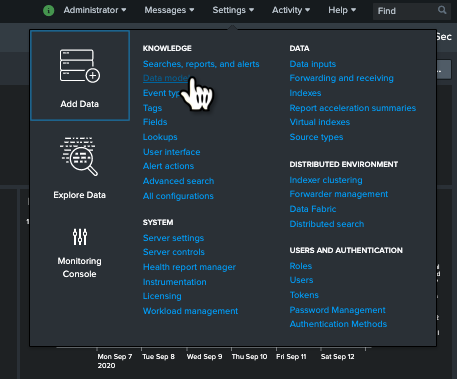 Administrator
Messages
Settings
Activity
Help
Find
Sec
Add Data
Explore Data
Monitoring
Console
KNOWLEDGE
Searches, reports, and alerts
Data
Event
Tags
Fields
Lookups
User interface
Alert actions
Advanced search
All configurations
SYSTEM
Server settings
Server controls
Health report manager
Instrumentation
Licensing
Workload management
DATA
Data inputs
Forwarding and receiving
Indexes
Report acceleration summaries
Virtual indexes
Source types
DISTRIBUTED ENVIRONMENT
Indexer clustering
Forwarder management
Data Fabric
Distributed search
USERS AND AUTHENTICATION
Roles
Users
Tokens
Password Management
Authentication Methods
Mon Sep 7 Tue Sep 8 Wed Sep 9 Thu Sep 10 Fri Sep 11 Sat Sep 12
2020